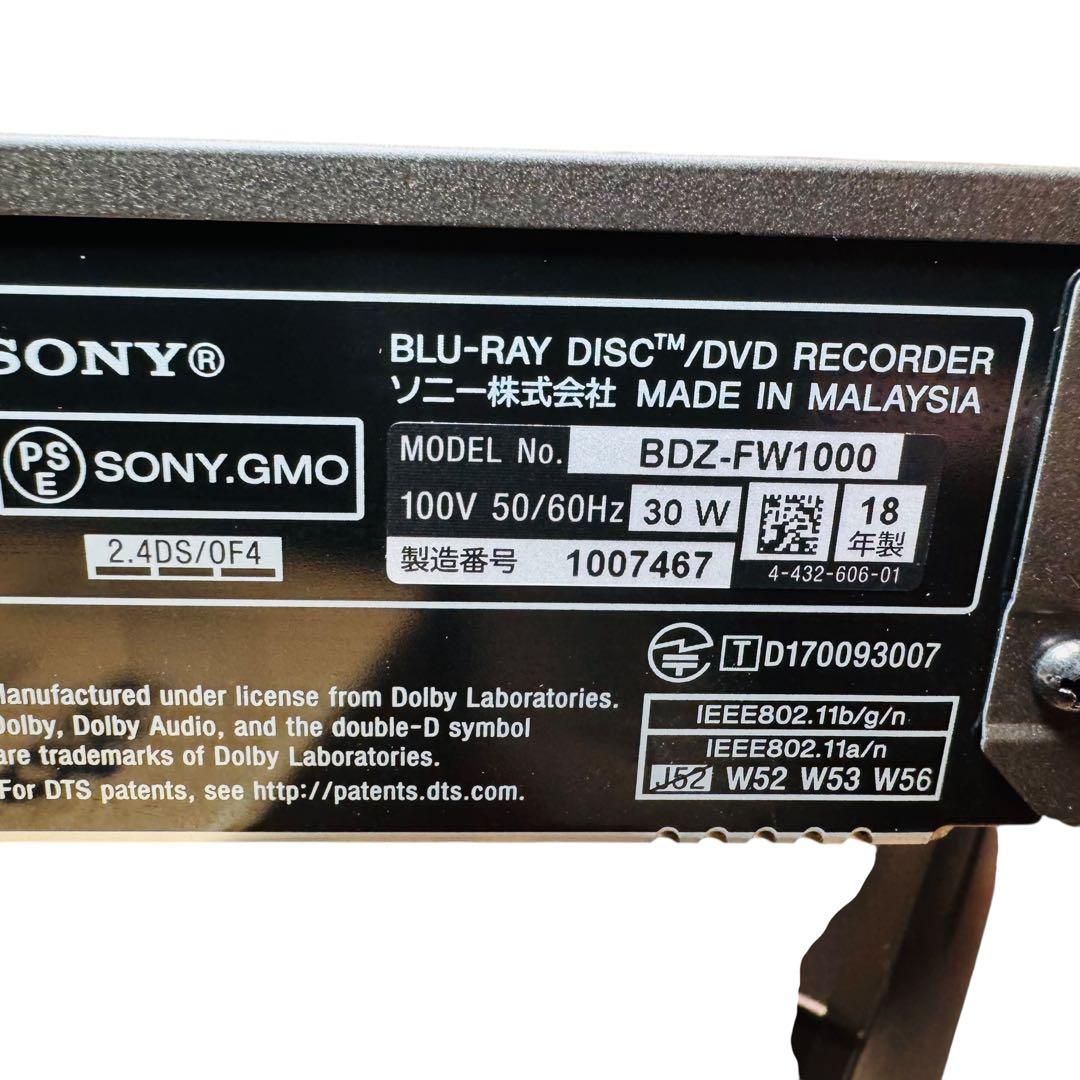 SONY®
BLU-RAY DISC™/DVD RECORDER
ソニー株式会社 MADE IN MALAYSIA
PSE SONY.GMO
MODEL No. BDZ-FW1000
100V 50/60Hz 30 W
18
年製
製造番号 1007467
4-432-606-01
2.4DS/OF4
T D170093007
IEEE802.11b/g/n
IEEE802.11a/n
J52 W52 W53 W56
Manufactured under license from Dolby Laboratories.
Dolby, Dolby Audio, and the double-D symbol
are trademarks of Dolby Laboratories.
For DTS patents, see http://patents.dts.com.